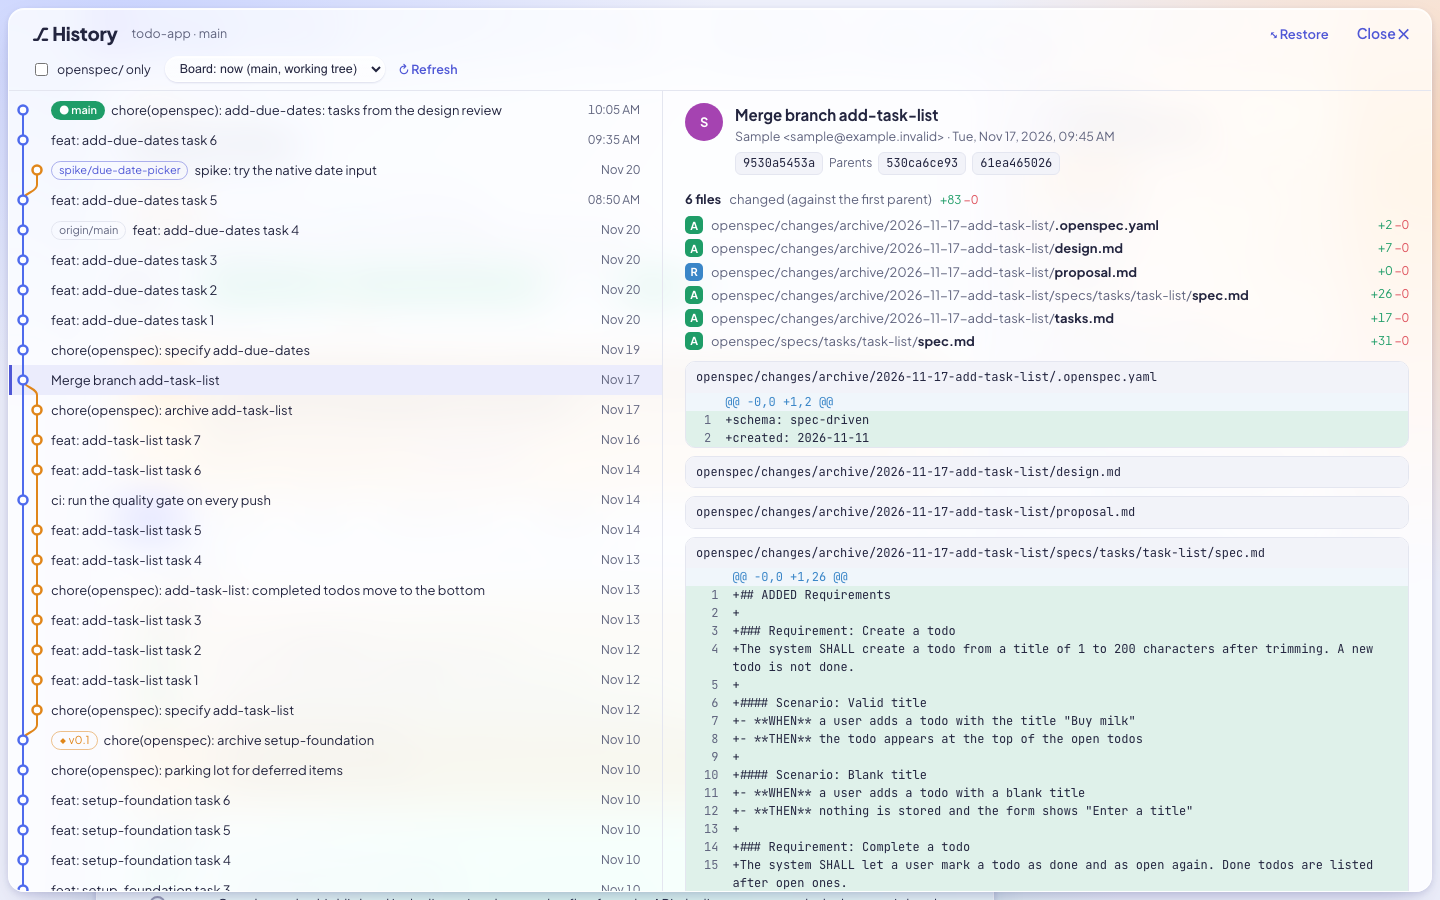 History todo-app · main
Restore Close
openspec/ only Board: now (main, working tree) Refresh
main chore(openspec): add-due-dates: tasks from the design review 10:05 AM
feat: add-due-dates task 6 09:35 AM
spike/due-date-picker spike: try the native date input Nov 20
feat: add-due-dates task 5 08:50 AM
origin/main feat: add-due-dates task 4 Nov 20
feat: add-due-dates task 3 Nov 20
feat: add-due-dates task 2 Nov 20
feat: add-due-dates task 1 Nov 20
chore(openspec): specify add-due-dates Nov 19
Merge branch add-task-list Nov 17
chore(openspec): archive add-task-list Nov 17
feat: add-task-list task 7 Nov 16
feat: add-task-list task 6 Nov 14
ci: run the quality gate on every push Nov 14
feat: add-task-list task 5 Nov 14
feat: add-task-list task 4 Nov 13
chore(openspec): add-task-list: completed todos move to the bottom Nov 13
feat: add-task-list task 3 Nov 13
feat: add-task-list task 2 Nov 12
feat: add-task-list task 1 Nov 12
chore(openspec): specify add-task-list Nov 12
v0.1 chore(openspec): archive setup-foundation Nov 10
chore(openspec): parking lot for deferred items Nov 10
feat: setup-foundation task 6 Nov 10
feat: setup-foundation task 5 Nov 10
feat: setup-foundation task 4 Nov 10
feat: setup-foundation task 3 Nov 10
S
Merge branch add-task-list
Sample <sample@example.invalid> · Tue, Nov 17, 2026, 09:45 AM
9530a5453a Parents 530ca6ce93 61ea465026
6 files changed (against the first parent) +83 −0
A openspec/changes/archive/2026-11-17-add-task-list/.openspec.yaml +2 −0
A openspec/changes/archive/2026-11-17-add-task-list/design.md +7 −0
R openspec/changes/archive/2026-11-17-add-task-list/proposal.md +0 −0
A openspec/changes/archive/2026-11-17-add-task-list/specs/tasks/task-list/spec.md +26 −0
A openspec/changes/archive/2026-11-17-add-task-list/tasks.md +17 −0
A openspec/specs/tasks/task-list/spec.md +31 −0
openspec/changes/archive/2026-11-17-add-task-list/.openspec.yaml
@@ -0,0 +1,2 @@
1 +schema: spec-driven
2 +created: 2026-11-11
openspec/changes/archive/2026-11-17-add-task-list/design.md
openspec/changes/archive/2026-11-17-add-task-list/proposal.md
openspec/changes/archive/2026-11-17-add-task-list/specs/tasks/task-list/spec.md
@@ -0,0 +1,26 @@
1 +## ADDED Requirements
2 +
3 +### Requirement: Create a todo
4 +The system SHALL create a todo from a title of 1 to 200 characters after trimming. A new
todo is not done.
5 +
6 +#### Scenario: Valid title
7 +- **WHEN** a user adds a todo with the title "Buy milk"
8 +- **THEN** the todo appears at the top of the open todos
9 +
10 +#### Scenario: Blank title
11 +- **WHEN** a user adds a todo with a blank title
12 +- **THEN** nothing is stored and the form shows "Enter a title"
13 +
14 +### Requirement: Complete a todo
15 +The system SHALL let a user mark a todo as done and as open again. Done todos are listed
after open ones.